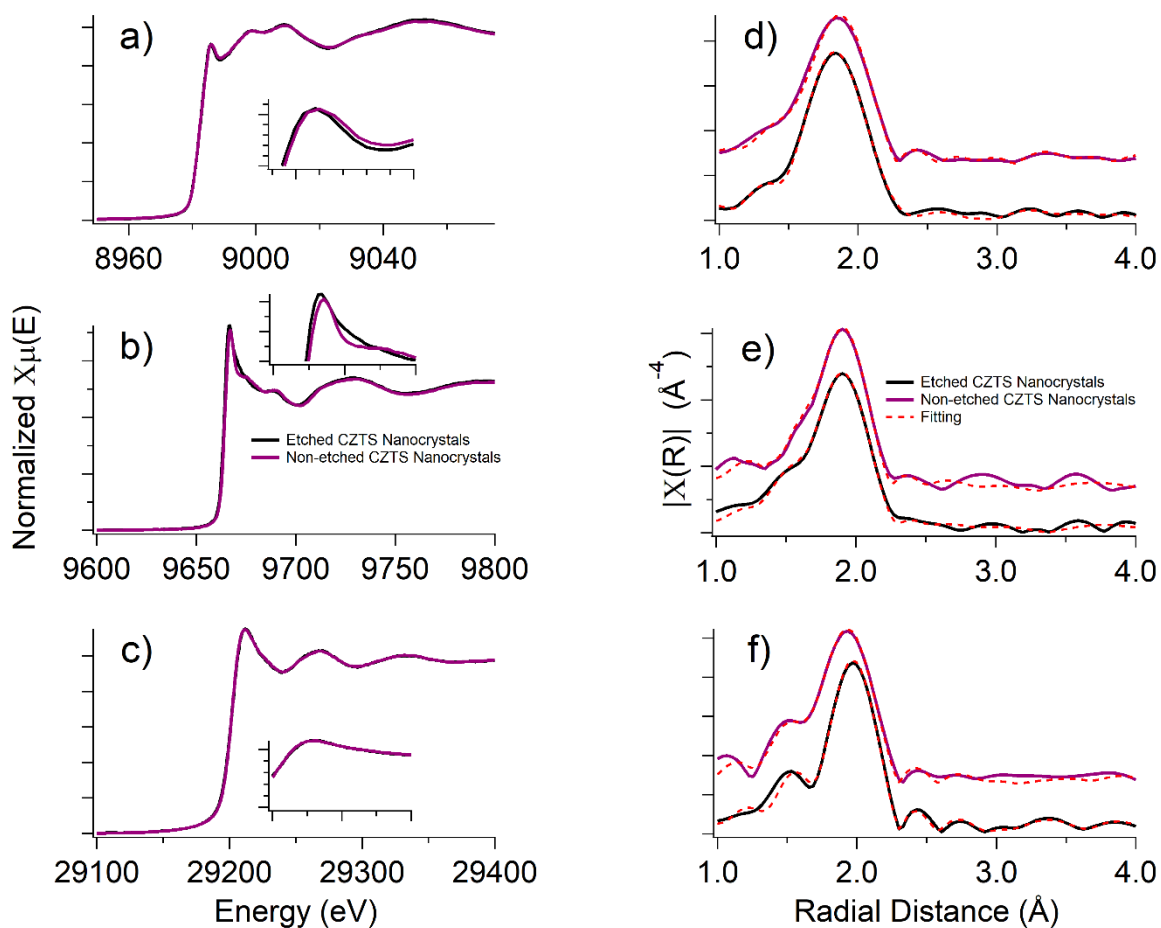 a)
8960 9000 9040
b)
Etched CZTS Nanocrystals
Non-etched CZTS Nanocrystals
9600 9650 9700 9750 9800
c)
29100 29200 29300 29400
Energy (eV)
Normalized Xμ(E)
d)
1.0 2.0 3.0 4.0
e)
Etched CZTS Nanocrystals
Non-etched CZTS Nanocrystals
Fitting
1.0 2.0 3.0 4.0
f)
1.0 2.0 3.0 4.0
Radial Distance (Å)
|X(R)| (Å⁻⁴)